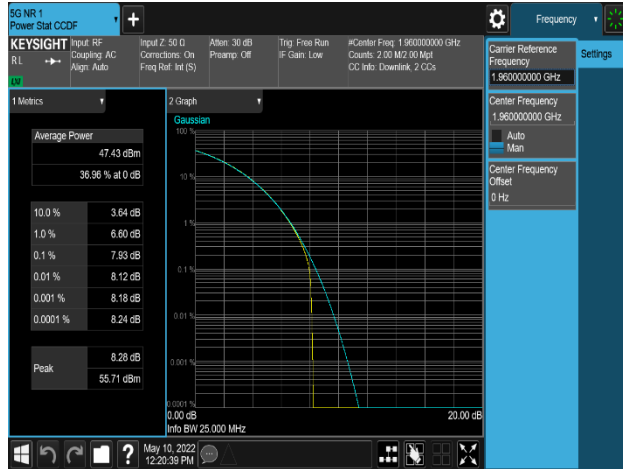 5G NR 1
Power Stat CCDF
Frequency
KEYSIGHT
RL
Input: RF
Coupling: AC
Align: Auto
Input Z: 50 Ω
Corrections: On
Freq Ref: Int (S)
Atten: 30 dB
Preamp: Off
Trig: Free Run
IF Gain: Low
#Center Freq: 1.960000000 GHz
Counts: 2.00 M/2.00 Mpt
CC Info: Downlink, 2 CCs
1 Metrics
Average Power
47.43 dBm
36.96 % at 0 dB
10.0 % 3.64 dB
1.0 % 6.60 dB
0.1 % 7.93 dB
0.01 % 8.12 dB
0.001 % 8.18 dB
0.0001 % 8.24 dB
Peak
8.28 dB
55.71 dBm
2 Graph
Gaussian
100 %
10 %
1 %
0.1 %
0.01 %
0.001 %
0.0001 %
0.00 dB 20.00 dB
Info BW 25.000 MHz
Carrier Reference
Frequency
1.960000000 GHz
Center Frequency
1.960000000 GHz
Auto
Man
Center Frequency
Offset
0 Hz
Settings
?
May 10, 2022
12:20:39 PM